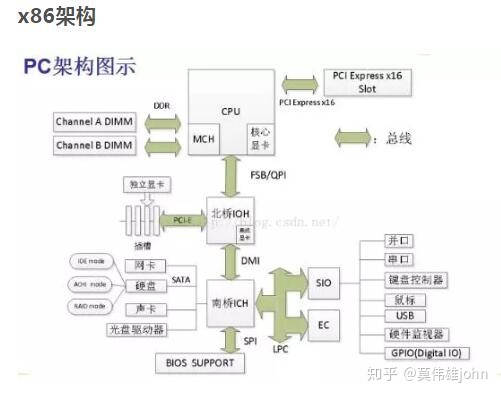 x86架构
PC架构图示
CPU
MCH
核心
显卡
DDR
Channel A DIMM
Channel B DIMM
PCI Express x16
Slot
PCI Express x16
：总线
FSB/QPI
独立显卡
PCI-E
插槽
北桥IOH
集成
显卡
DMI
IDE mode
ACHI mode
RAID mode
网卡
硬盘
声卡
光盘驱动器
SATA
南桥ICH
SPI
BIOS SUPPORT
LPC
SIO
EC
并口
串口
键盘控制器
鼠标
USB
硬件监视器
GPIO(Digital IO)
知乎 @莫伟雄john